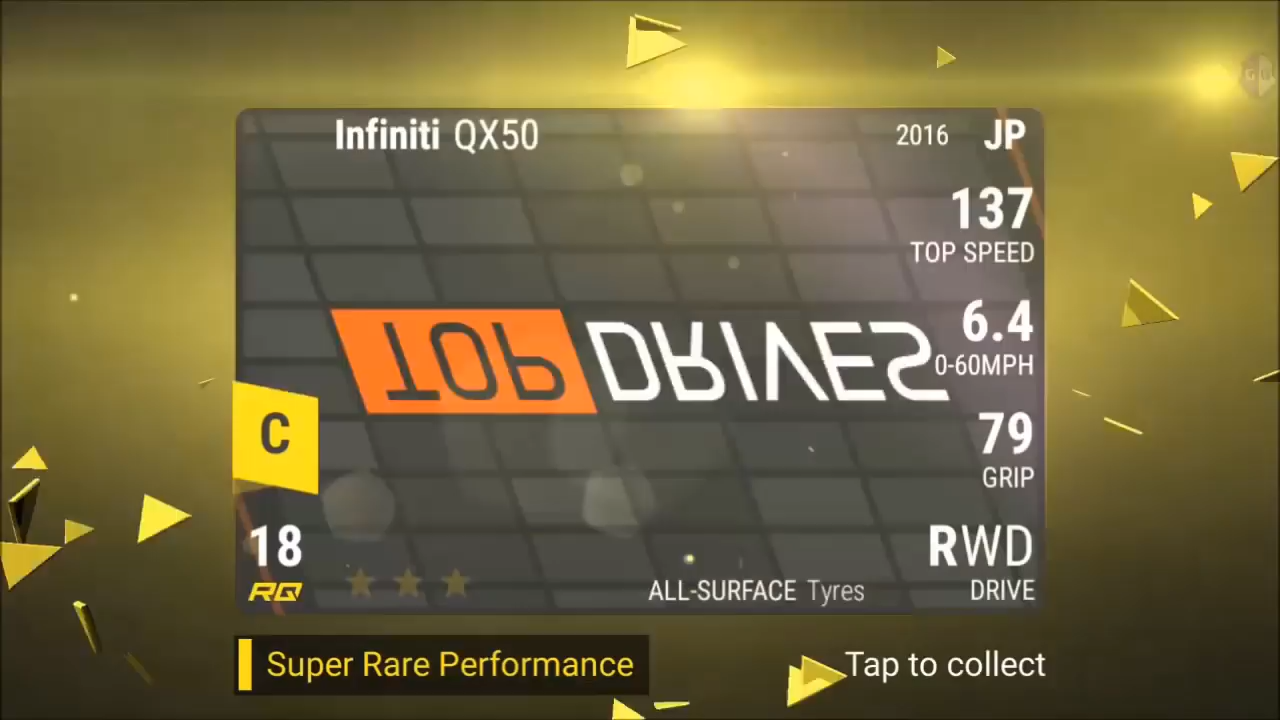 Infiniti QX50
2016 JP
137
TOP SPEED
6.4
0-60MPH
79
GRIP
RWD
DRIVE
TOP DRIVES
C
18
RQ
ALL-SURFACE Tyres
Super Rare Performance
Tap to collect